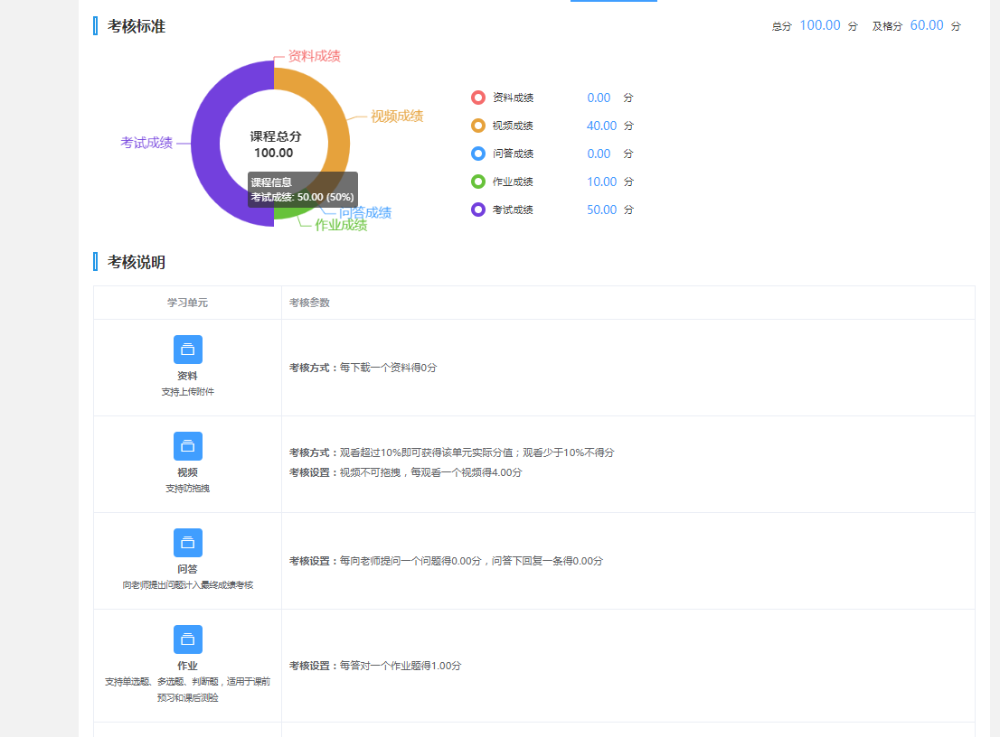 考核标准
总分 100.00 分 及格分 60.00 分
资料成绩
视频成绩
考试成绩
课程总分
100.00
课程信息
考试成绩: 50.00 (50%)
问答成绩
作业成绩
资料成绩 0.00 分
视频成绩 40.00 分
问答成绩 0.00 分
作业成绩 10.00 分
考试成绩 50.00 分
考核说明
学习单元 考核参数
资料
支持上传附件
考核方式：每下载一个资料得0分
视频
支持防拖拽
考核方式：观看超过10%即可获得该单元实际分值；观看少于10%不得分
考核设置：视频不可拖拽，每观看一个视频得4.00分
问答
向老师提出问题计入最终成绩考核
考核设置：每向老师提问一个问题得0.00分，问答下回复一条得0.00分
作业
支持单选题、多选题、判断题，适用于课前
预习和课后测验
考核设置：每答对一个作业题得1.00分